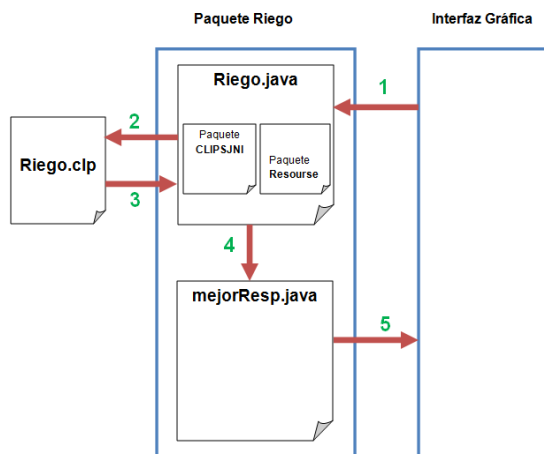 Paquete Riego
Interfaz Gráfica
Riego.java
1
Paquete
CLIPSJNI
Paquete
Resourse
2
Riego.clp
3
4
mejorResp.java
5